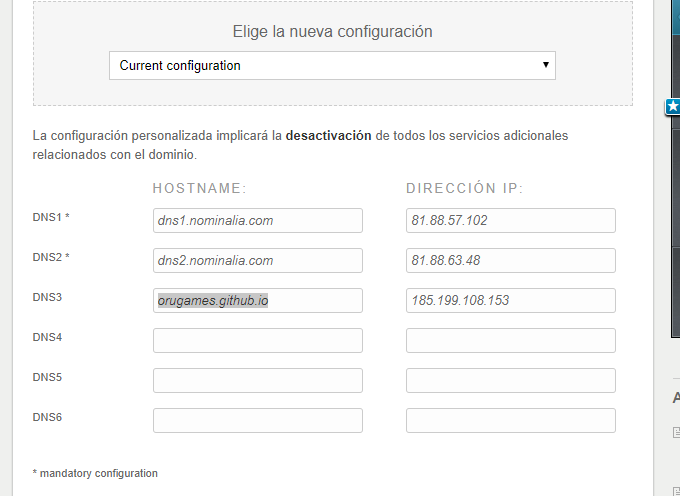 Elige la nueva configuración
Current configuration
La configuración personalizada implicará la desactivación de todos los servicios adicionales
relacionados con el dominio.
HOSTNAME: DIRECCIÓN IP:
DNS1 * dns1.nominalia.com 81.88.57.102
DNS2 * dns2.nominalia.com 81.88.63.48
DNS3 orugames.github.io 185.199.108.153
DNS4
DNS5
DNS6
* mandatory configuration
A